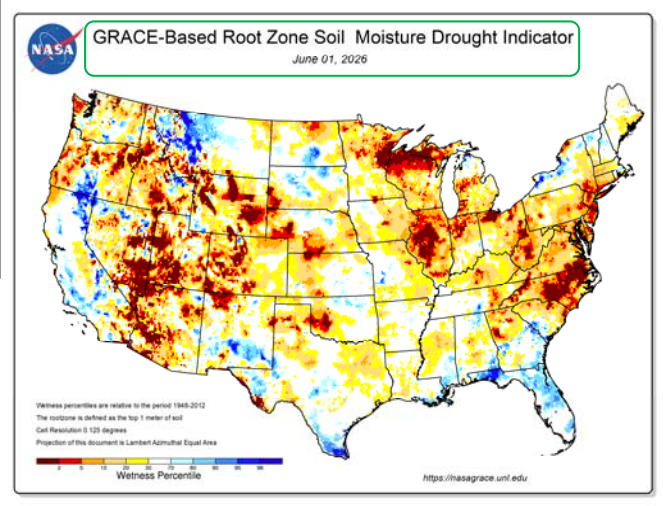 NASA
GRACE-Based Root Zone Soil Moisture Drought Indicator
June 01, 2026
Wetness percentiles are relative to the period 1948-2012
The rootzone is defined as the top 1 meter of soil
Cell Resolution 0.125 degrees
Projection of this document is Lambert Azimuthal Equal Area
2 5 10 20 30 70 80 90 95 98
Wetness Percentile
https://nasagrace.unl.edu